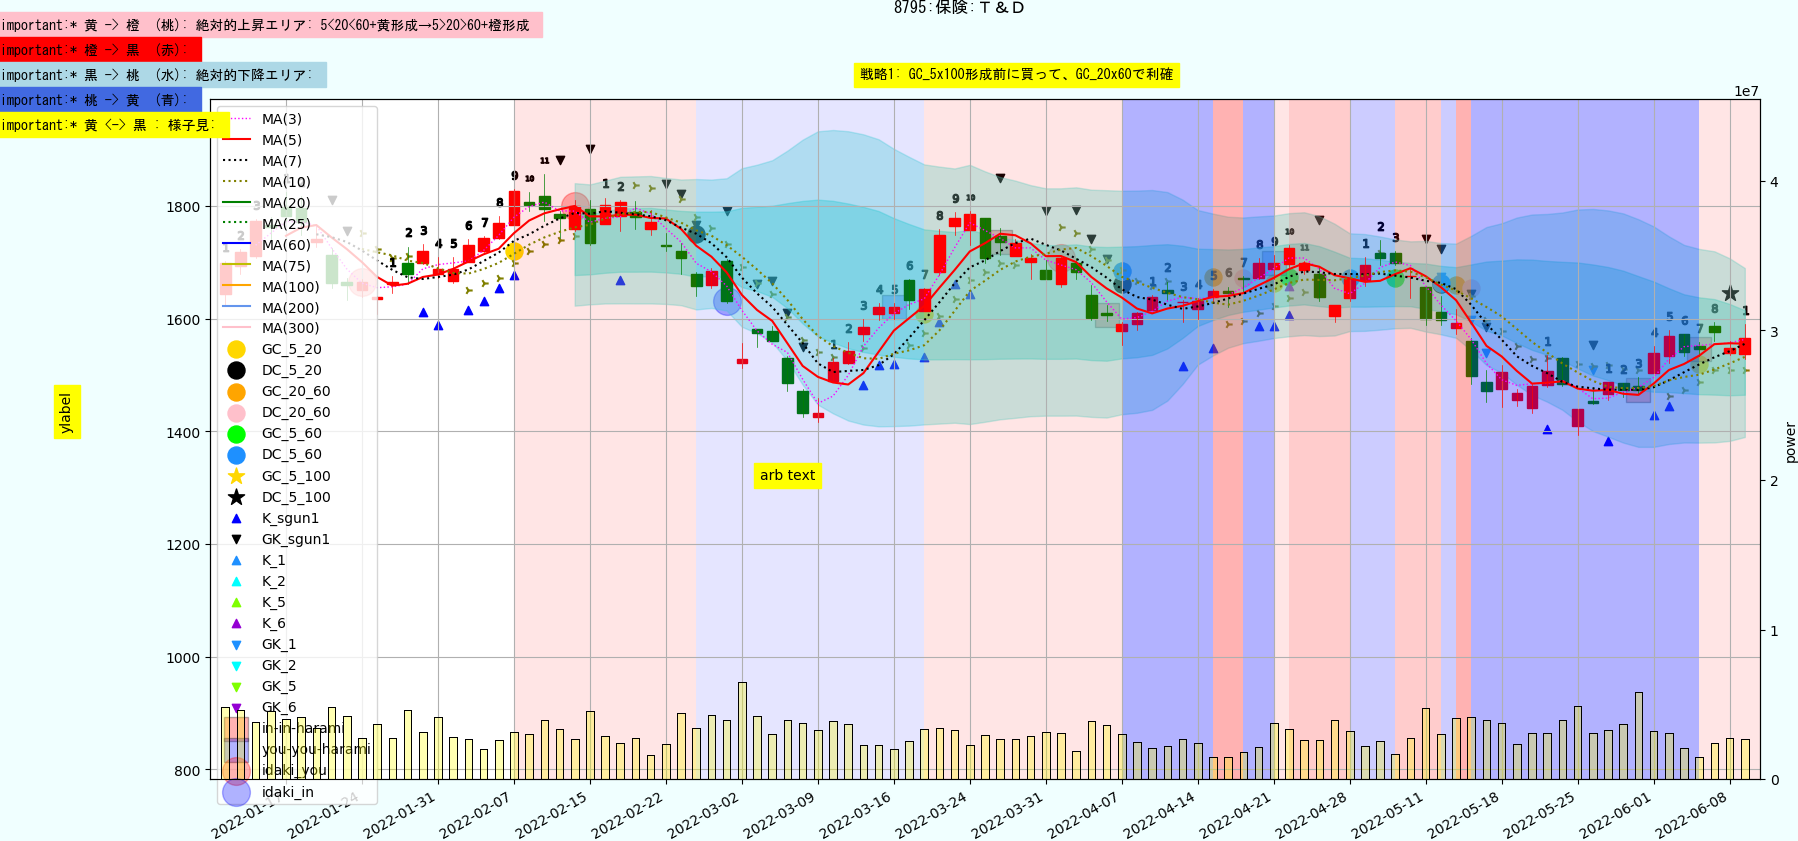 8795:保険:T＆D
important:* 黄 -> 橙 (桃): 絶対的上昇エリア: 5<20<60+黄形成→5>20>60+橙形成
important:* 橙 -> 黒 (赤):
important:* 黒 -> 桃 (水): 絶対的下降エリア:
important:* 桃 -> 黄 (青):
important:* 黄 <-> 黒 : 様子見:
戦略1: GC_5x100形成前に買って、GC_20x60で利確
1e7
MA(3)
MA(5)
MA(7)
MA(10)
MA(20)
MA(25)
MA(60)
MA(75)
MA(100)
MA(200)
MA(300)
GC_5_20
DC_5_20
GC_20_60
DC_20_60
GC_5_60
DC_5_60
GC_5_100
DC_5_100
K_sgun1
GK_sgun1
K_1
K_2
K_5
K_6
GK_1
GK_2
GK_5
GK_6
in-in-harami
you-you-harami
idaki_you
idaki_in
1800
1600
1400
1200
1000
800
ylabel
arb text
4
3
2
1
0
power
2022-01-24
2022-01-31
2022-02-07
2022-02-15
2022-02-22
2022-03-02
2022-03-09
2022-03-16
2022-03-24
2022-03-31
2022-04-07
2022-04-14
2022-04-21
2022-04-28
2022-05-11
2022-05-18
2022-05-25
2022-06-01
2022-06-08